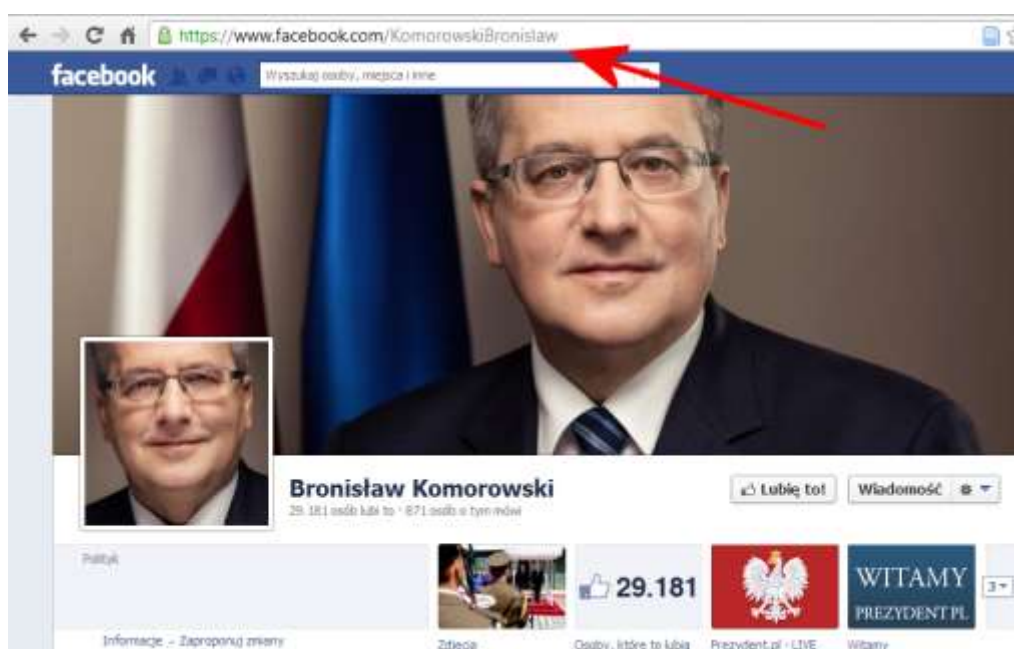 https://www.facebook.com/KomorowskiBronislaw
facebook
Wyszukaj osoby, miejsca i inne
Bronisław Komorowski
29.181 osób lubi to · 871 osób o tym mówi
Lubię to!
Wiadomość
Polityk
29.181
WITAMY
PREZYDENT.PL
3
Informacje – Zaproponuj zmiany
Zdjęcia
Osoby, które to lubią
Prezydent.pl - LIVE
Witamy